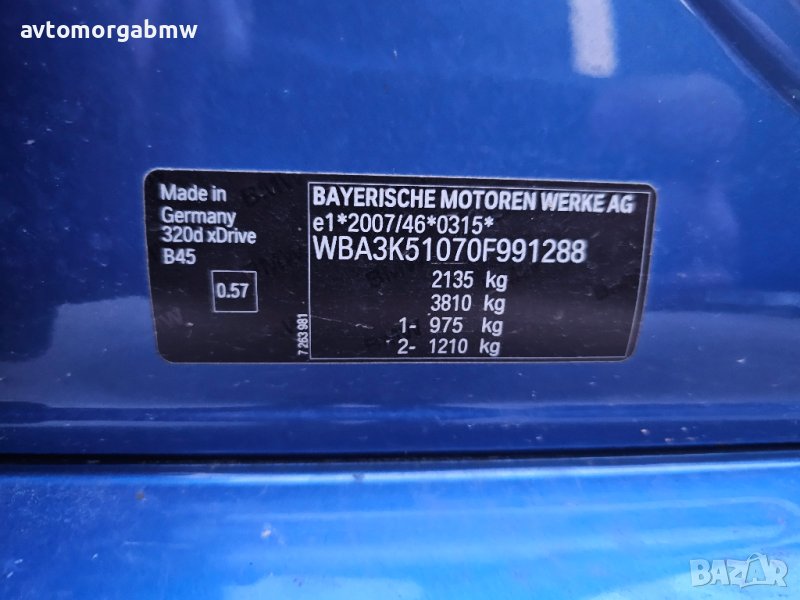 avtomorgabmw
Made in
Germany
320d xDrive
B45
0.57
7 263 981
BAYERISCHE MOTOREN WERKE AG
e1*2007/46*0315*
WBA3K51070F991288
2135 kg
3810 kg
1- 975 kg
2- 1210 kg
BAZAR